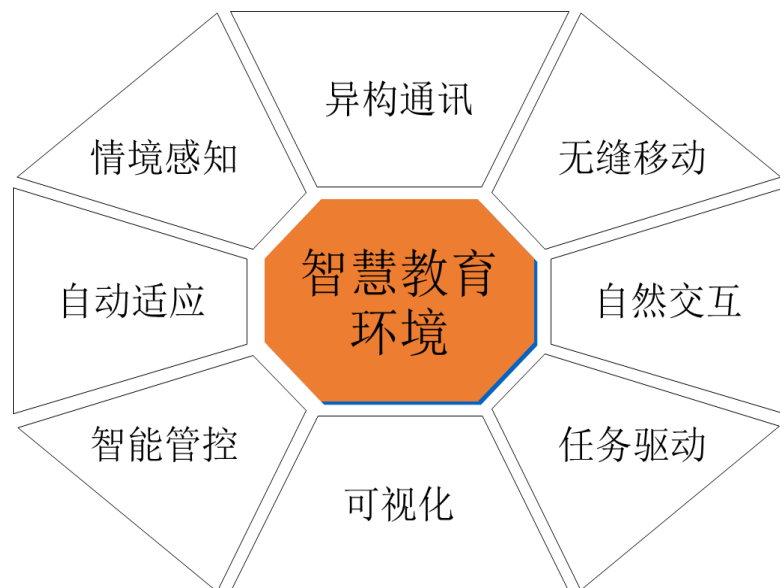 异构通讯
情境感知
无缝移动
智慧教育
环境
自动适应
自然交互
智能管控
任务驱动
可视化